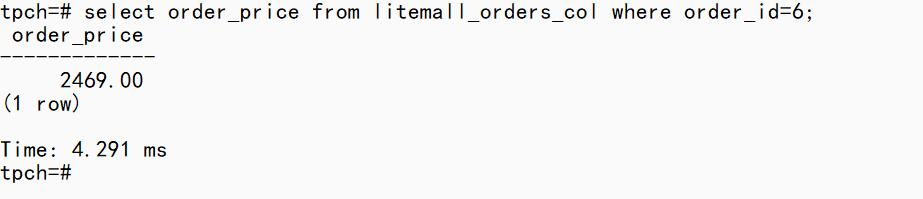 tpch=# select order_price from litemall_orders_col where order_id=6;
 order_price
-------------
     2469.00
(1 row)

Time: 4.291 ms
tpch=#